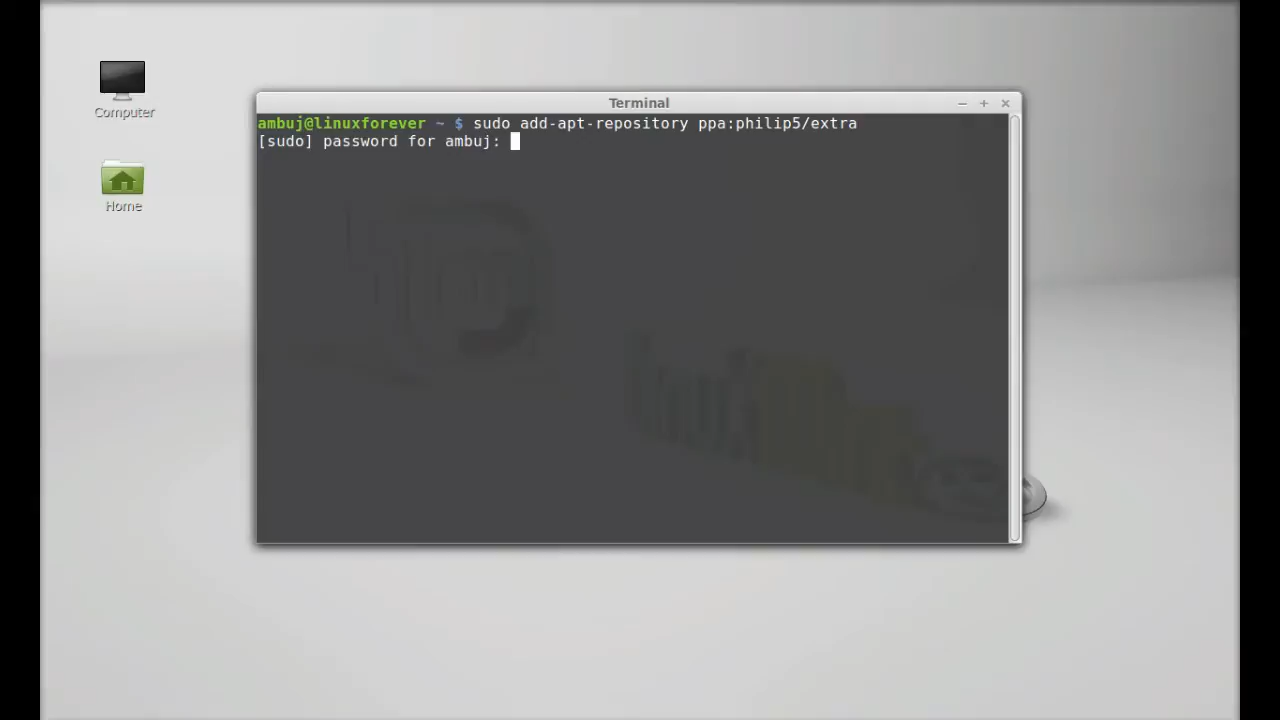 Computer
Home
Terminal
ambuj@linuxforever ~ $ sudo add-apt-repository ppa:philip5/extra
[sudo] password for ambuj: